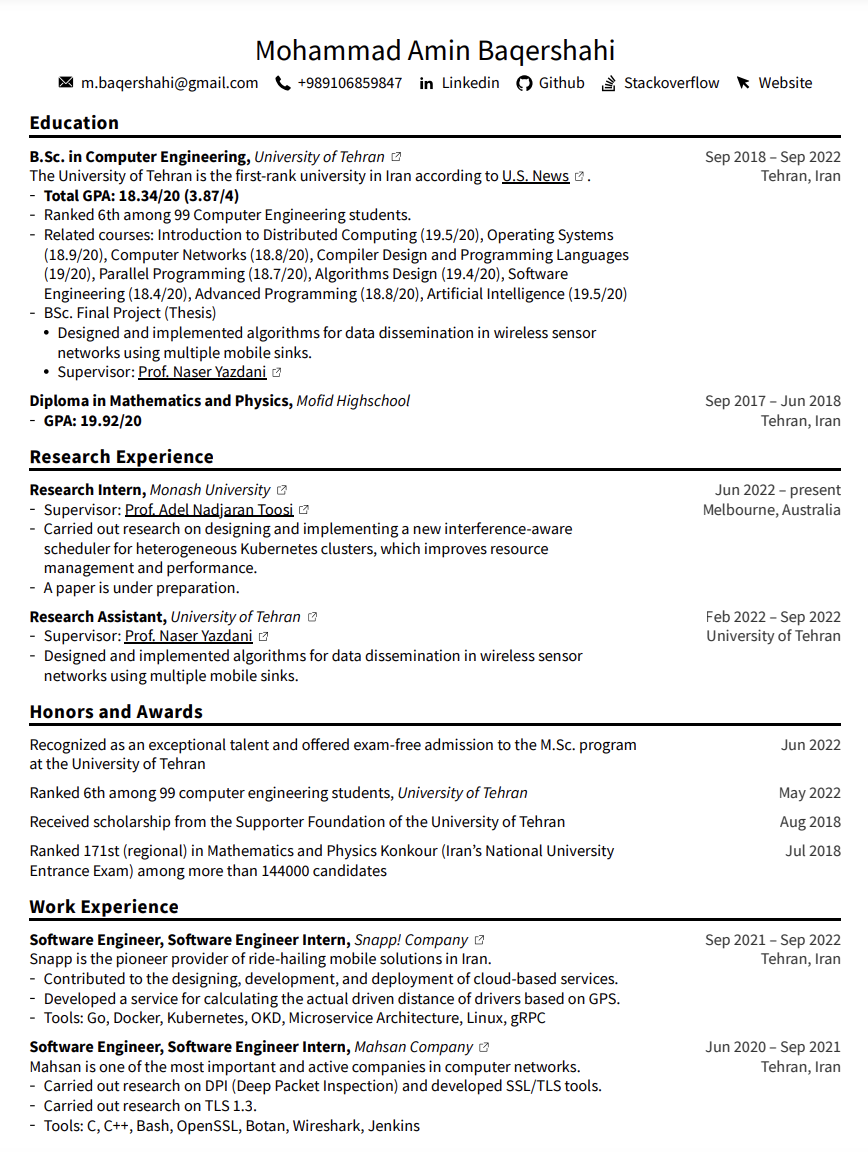 Mohammad Amin Baqershahi
m.baqershahi@gmail.com +989106859847 Linkedin Github Stackoverflow Website
Education
B.Sc. in Computer Engineering, University of Tehran Sep 2018 – Sep 2022
The University of Tehran is the first-rank university in Iran according to U.S. News . Tehran, Iran
- Total GPA: 18.34/20 (3.87/4)
- Ranked 6th among 99 Computer Engineering students.
- Related courses: Introduction to Distributed Computing (19.5/20), Operating Systems
(18.9/20), Computer Networks (18.8/20), Compiler Design and Programming Languages
(19/20), Parallel Programming (18.7/20), Algorithms Design (19.4/20), Software
Engineering (18.4/20), Advanced Programming (18.8/20), Artificial Intelligence (19.5/20)
- BSc. Final Project (Thesis)
• Designed and implemented algorithms for data dissemination in wireless sensor
networks using multiple mobile sinks.
• Supervisor: Prof. Naser Yazdani
Diploma in Mathematics and Physics, Mofid Highschool Sep 2017 – Jun 2018
- GPA: 19.92/20 Tehran, Iran
Research Experience
Research Intern, Monash University Jun 2022 – present
- Supervisor: Prof. Adel Nadjaran Toosi Melbourne, Australia
- Carried out research on designing and implementing a new interference-aware
scheduler for heterogeneous Kubernetes clusters, which improves resource
management and performance.
- A paper is under preparation.
Research Assistant, University of Tehran Feb 2022 – Sep 2022
- Supervisor: Prof. Naser Yazdani University of Tehran
- Designed and implemented algorithms for data dissemination in wireless sensor
networks using multiple mobile sinks.
Honors and Awards
Recognized as an exceptional talent and offered exam-free admission to the M.Sc. program Jun 2022
at the University of Tehran
Ranked 6th among 99 computer engineering students, University of Tehran May 2022
Received scholarship from the Supporter Foundation of the University of Tehran Aug 2018
Ranked 171st (regional) in Mathematics and Physics Konkour (Iran's National University Jul 2018
Entrance Exam) among more than 144000 candidates
Work Experience
Software Engineer, Software Engineer Intern, Snapp! Company Sep 2021 – Sep 2022
Snapp is the pioneer provider of ride-hailing mobile solutions in Iran. Tehran, Iran
- Contributed to the designing, development, and deployment of cloud-based services.
- Developed a service for calculating the actual driven distance of drivers based on GPS.
- Tools: Go, Docker, Kubernetes, OKD, Microservice Architecture, Linux, gRPC
Software Engineer, Software Engineer Intern, Mahsan Company Jun 2020 – Sep 2021
Mahsan is one of the most important and active companies in computer networks. Tehran, Iran
- Carried out research on DPI (Deep Packet Inspection) and developed SSL/TLS tools.
- Carried out research on TLS 1.3.
- Tools: C, C++, Bash, OpenSSL, Botan, Wireshark, Jenkins